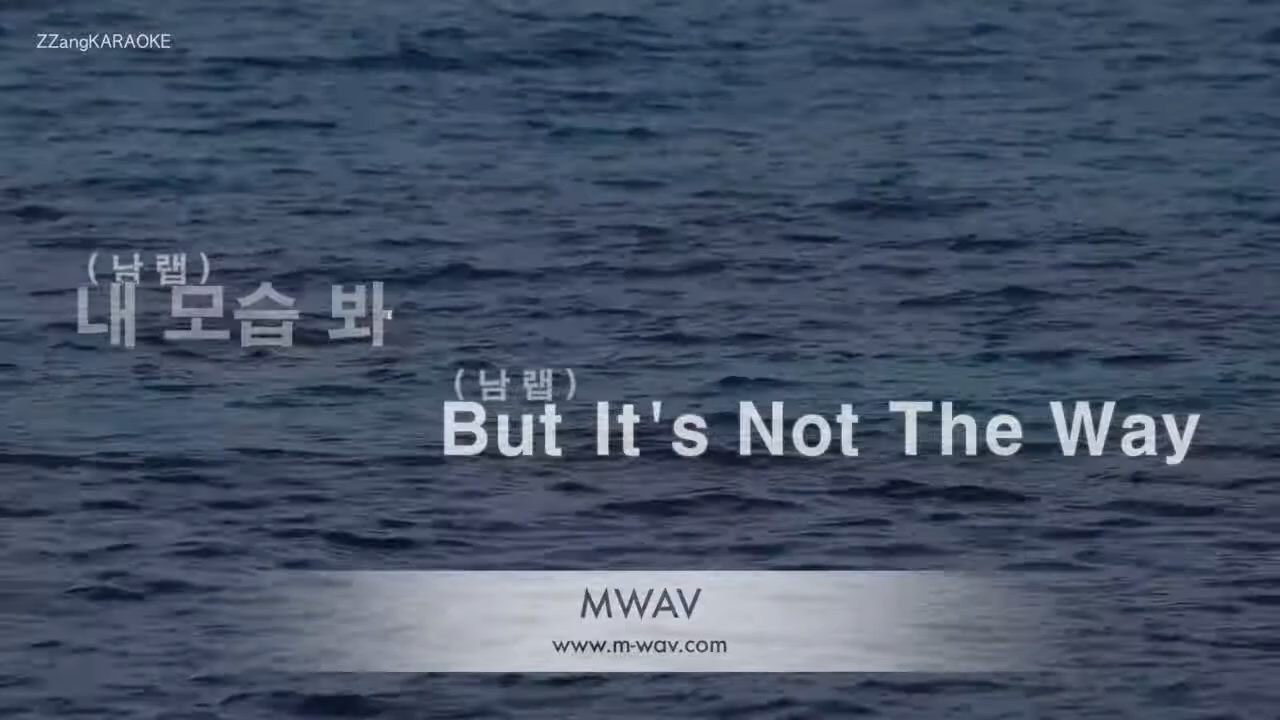 ZZangKARAOKE
(남랩)
내 모습 봐
(남랩)
But It's Not The Way
MWAV
www.m-wav.com